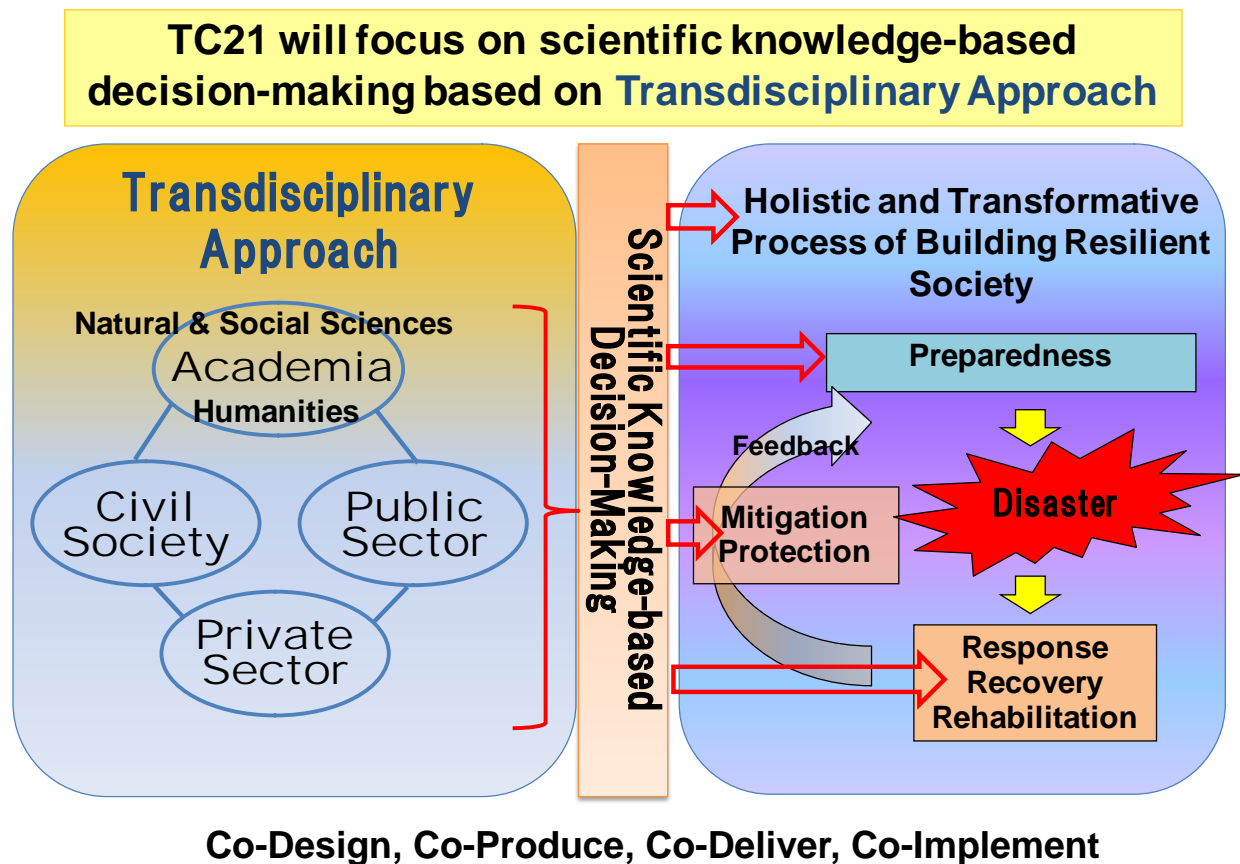 TC21 will focus on scientific knowledge-based
decision-making based on Transdisciplinary Approach
Transdisciplinary
Approach
Natural & Social Sciences
Academia
Humanities
Civil
Society
Public
Sector
Private
Sector
Scientific Knowledge-based
Decision-Making
Holistic and Transformative
Process of Building Resilient
Society
Preparedness
Feedback
Disaster
Mitigation
Protection
Response
Recovery
Rehabilitation
Co-Design, Co-Produce, Co-Deliver, Co-Implement